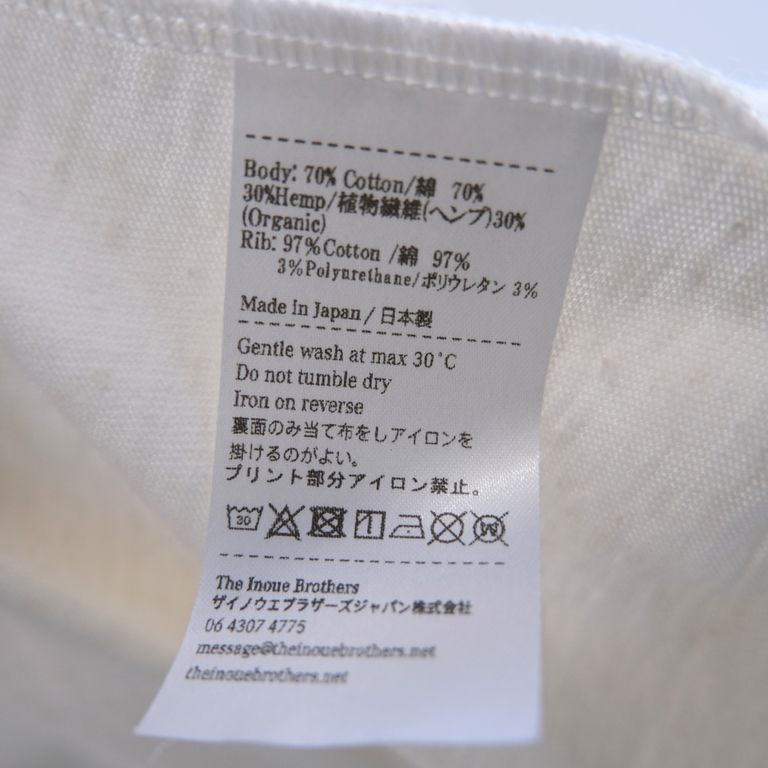 Body: 70% Cotton/綿 70%
30%Hemp/植物繊維(ヘンプ)30%
(Organic)
Rib: 97%Cotton /綿 97%
3%Polyurethane/ポリウレタン 3%
Made in Japan / 日本製
Gentle wash at max 30°C
Do not tumble dry
Iron on reverse
裏面のみ当て布をしアイロンを
掛けるのがよい。
プリント部分アイロン禁止。
30 W
The Inoue Brothers
ザイノウエブラザーズジャパン株式会社
06 4307 4775
message@theinouebrothers.net
theinouebrothers.net